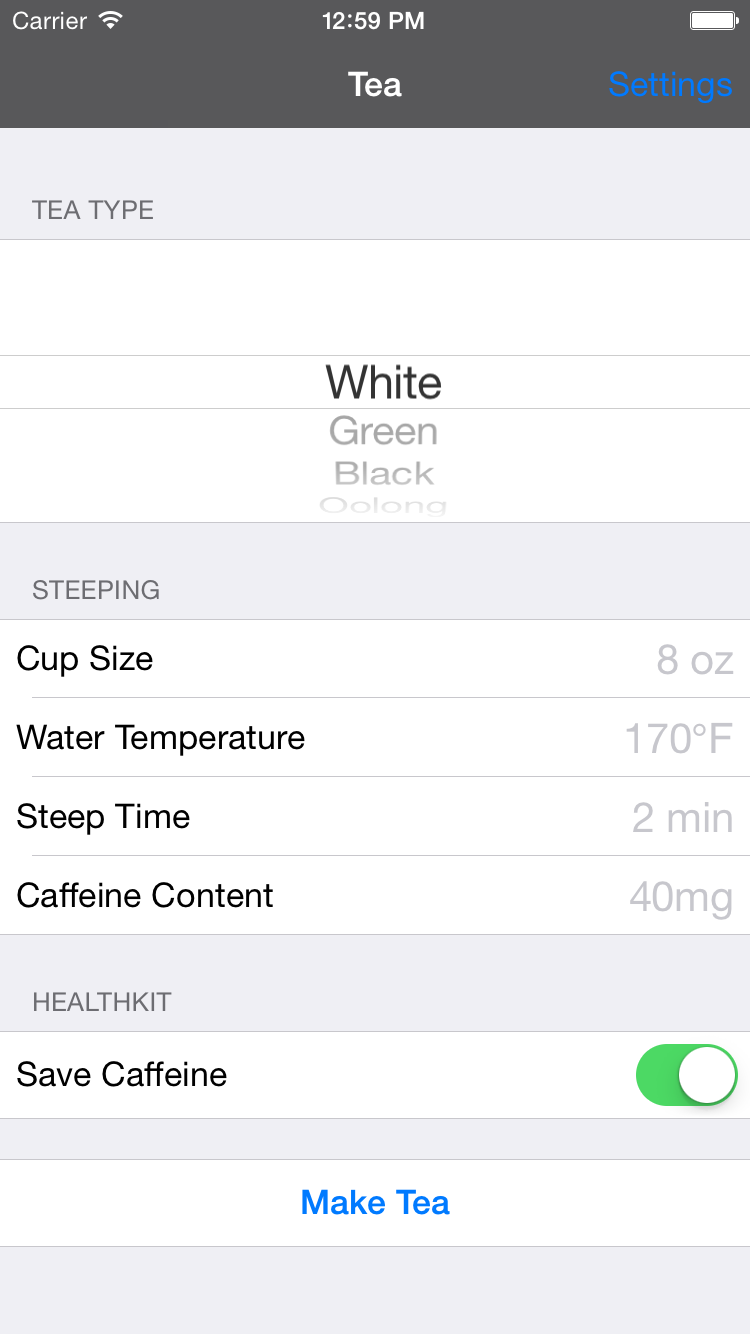 Carrier 12:59 PM
Tea Settings
TEA TYPE
White
Green
Black
Oolong
STEEPING
Cup Size 8 oz
Water Temperature 170°F
Steep Time 2 min
Caffeine Content 40mg
HEALTHKIT
Save Caffeine
Make Tea